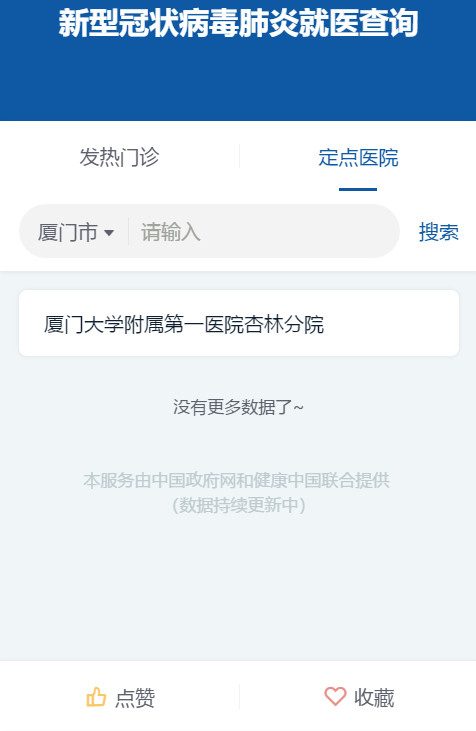 新型冠状病毒肺炎就医查询
发热门诊 定点医院
厦门市 请输入 搜索
厦门大学附属第一医院杏林分院
没有更多数据了~
本服务由中国政府网和健康中国联合提供
(数据持续更新中)
点赞 收藏